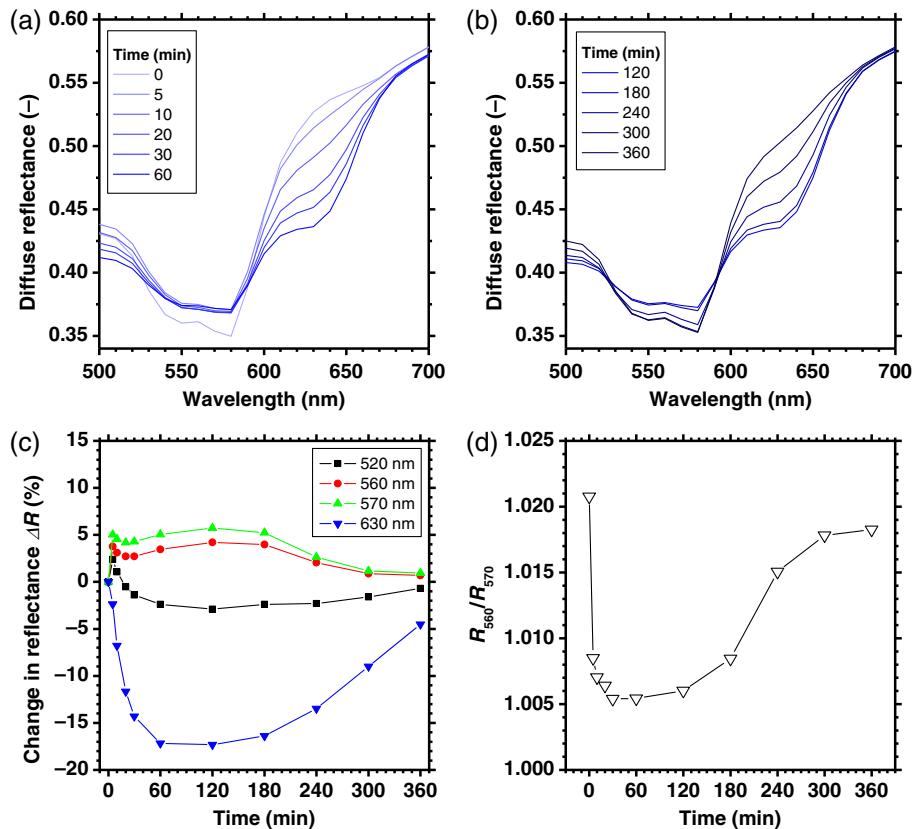 (a)
Time (min)
0
5
10
20
30
60
0.55
0.50
0.45
0.40
0.35
Diffuse reflectance (–)
500 550 600 650 700
Wavelength (nm)
(b)
Time (min)
120
180
240
300
360
0.55
0.50
0.45
0.40
0.35
Diffuse reflectance (–)
500 550 600 650 700
Wavelength (nm)
(c)
520 nm
560 nm
570 nm
630 nm
15
10
5
0
−5
−10
−15
−20
Change in reflectance ΔR (%)
0 60 120 180 240 300 360
Time (min)
(d)
1.025
1.020
1.015
1.010
1.005
1.000
R560/R570
0 60 120 180 240 300 360
Time (min)